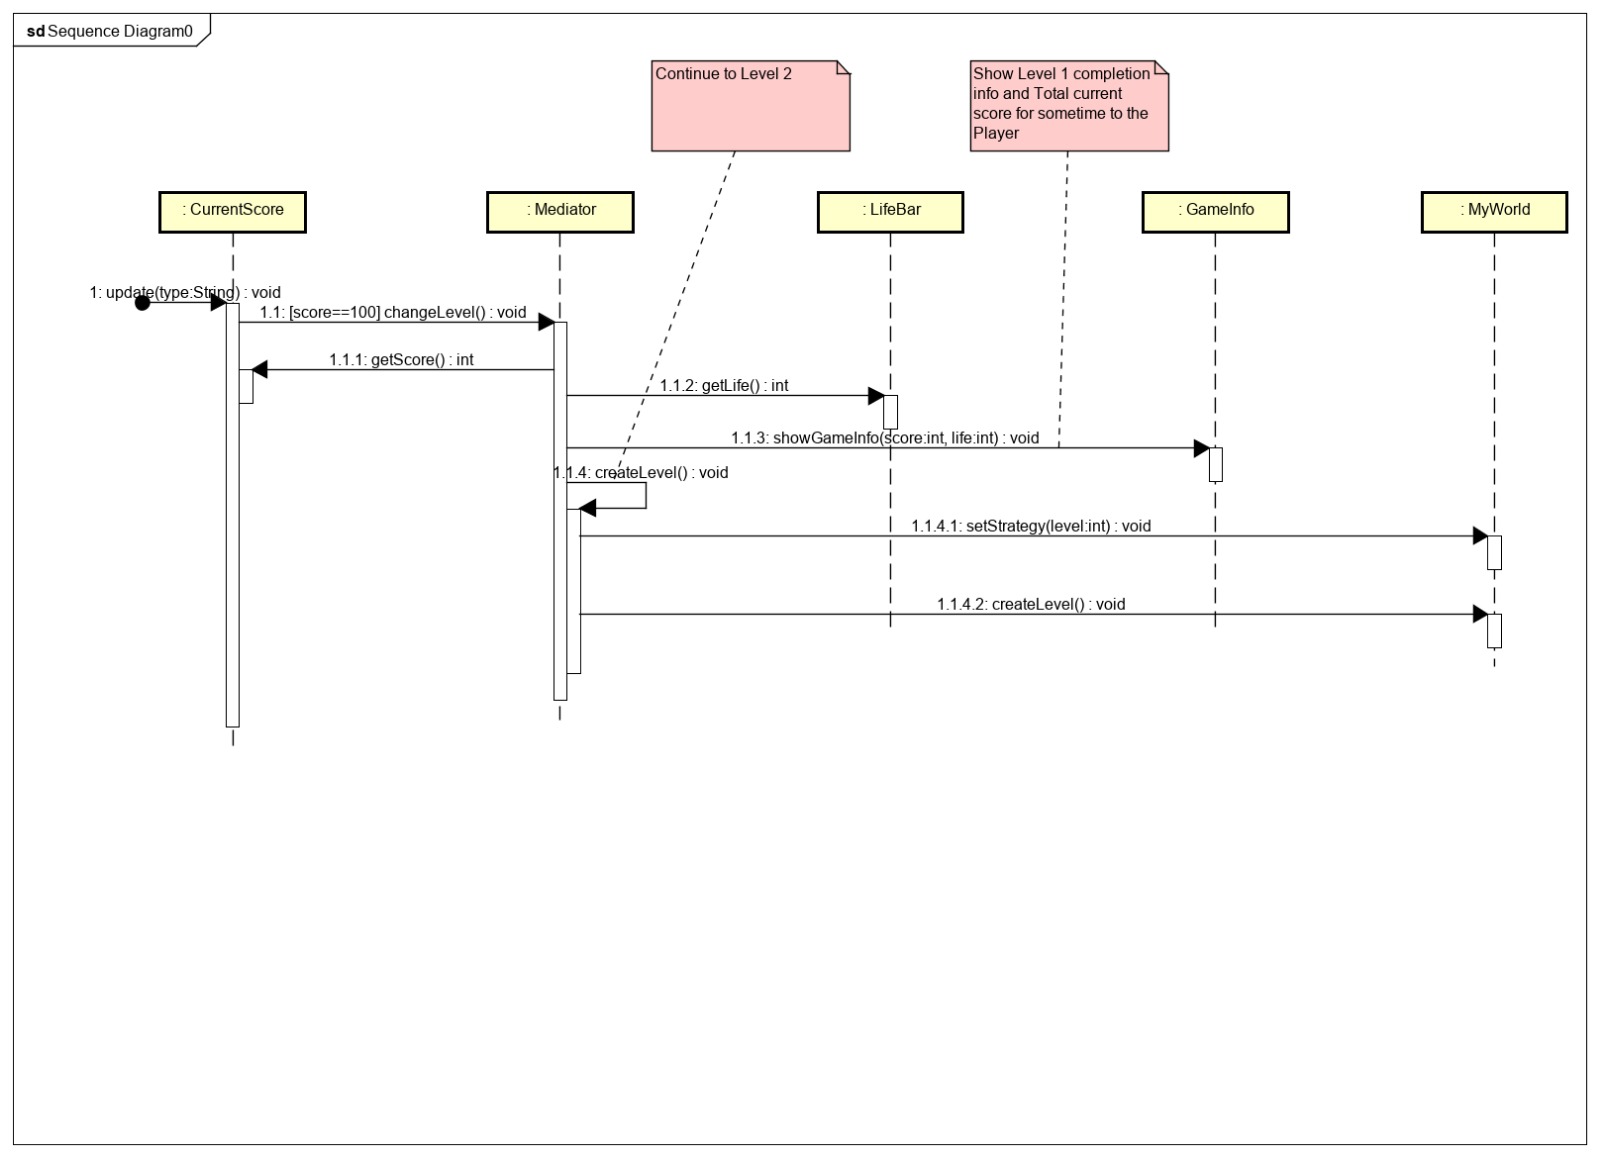 sd Sequence Diagram0
Continue to Level 2
Show Level 1 completion
info and Total current
score for sometime to the
Player
: CurrentScore
: Mediator
: LifeBar
: GameInfo
: MyWorld
1: update(type:String) : void
1.1: [score==100] changeLevel() : void
1.1.1: getScore() : int
1.1.2: getLife() : int
1.1.3: showGameInfo(score:int, life:int) : void
1.1.4: createLevel() : void
1.1.4.1: setStrategy(level:int) : void
1.1.4.2: createLevel() : void